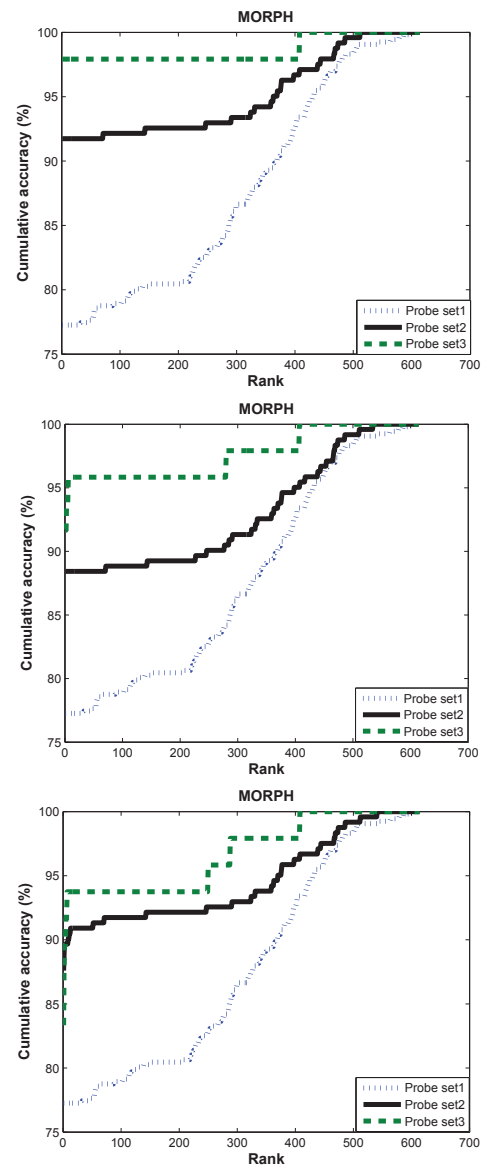 MORPH
Cumulative accuracy (%)
100
95
90
85
80
75
0 100 200 300 400 500 600 700
Rank
Probe set1
Probe set2
Probe set3
MORPH
Cumulative accuracy (%)
100
95
90
85
80
75
0 100 200 300 400 500 600 700
Rank
Probe set1
Probe set2
Probe set3
MORPH
Cumulative accuracy (%)
100
95
90
85
80
75
0 100 200 300 400 500 600 700
Rank
Probe set1
Probe set2
Probe set3